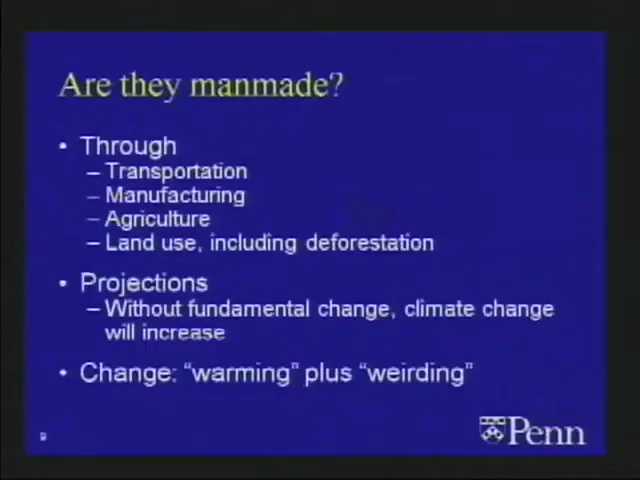 Are they manmade?
• Through
– Transportation
– Manufacturing
– Agriculture
– Land use, including deforestation
• Projections
– Without fundamental change, climate change
will increase
• Change: “warming” plus “weirding”
9
Penn